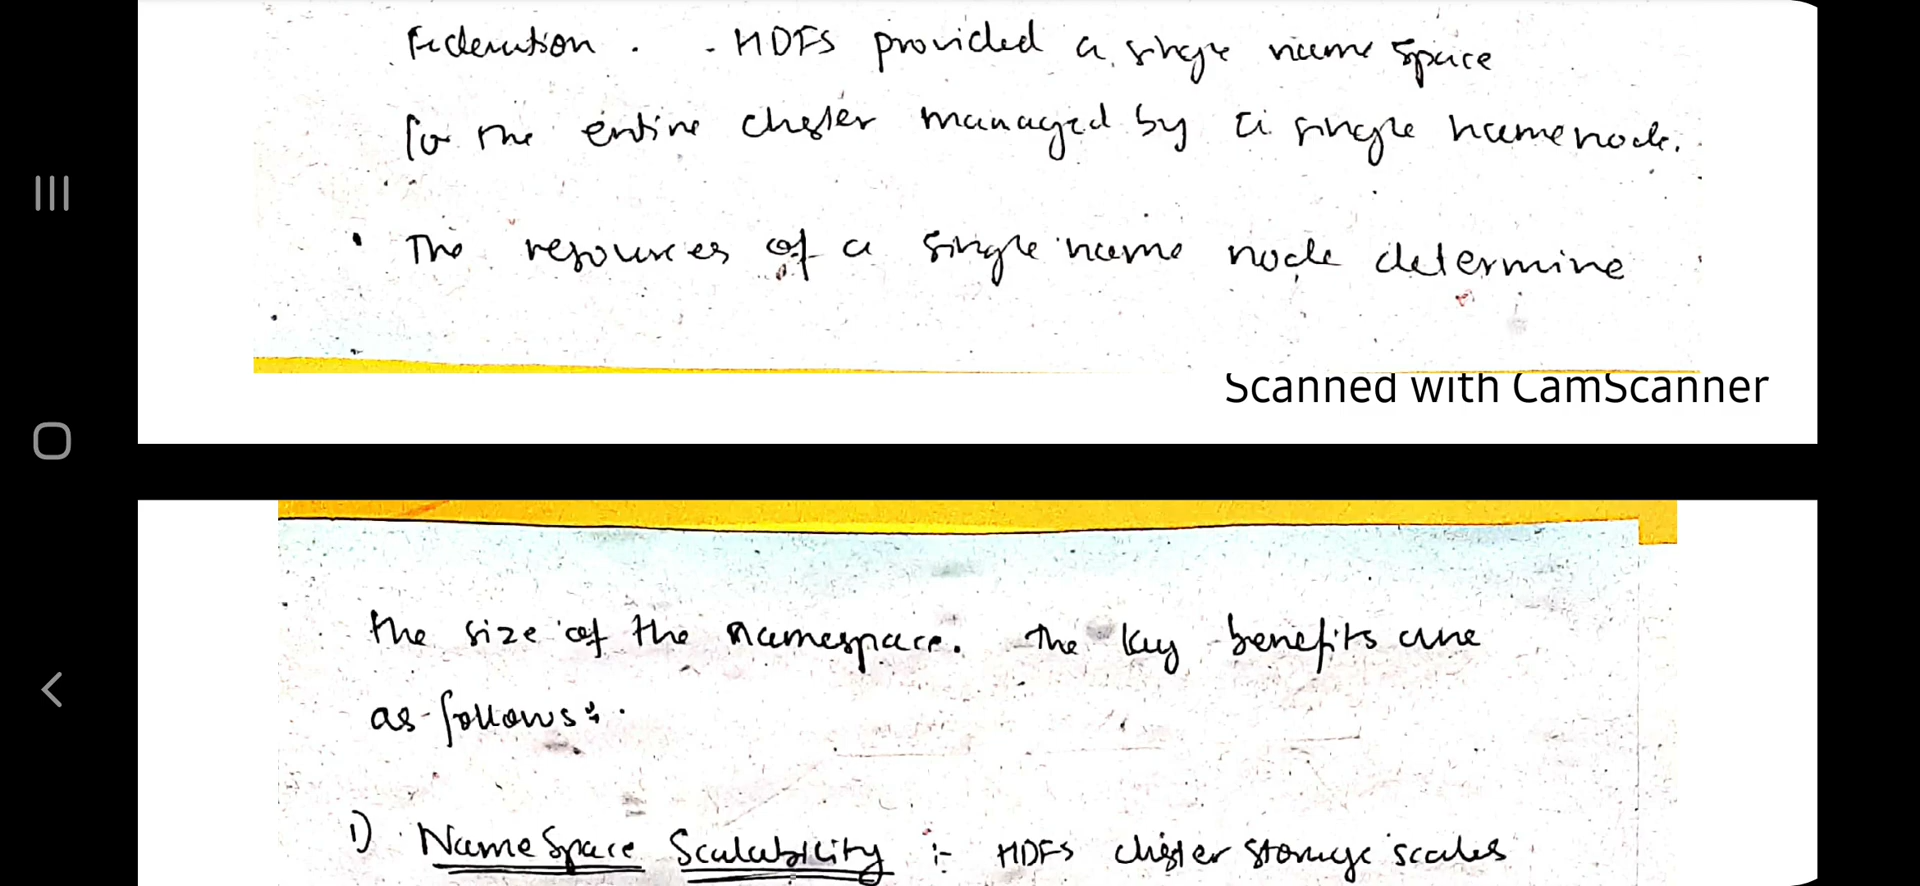 Federation . - HDFS provided a single name space
for the entire cluster managed by a single namenode.
• The resources of a single name node determine
Scanned with CamScanner
the size of the namespace. The key benefits are
as follows:.
1) NameSpace Scalability :- HDFS cluster storage scales